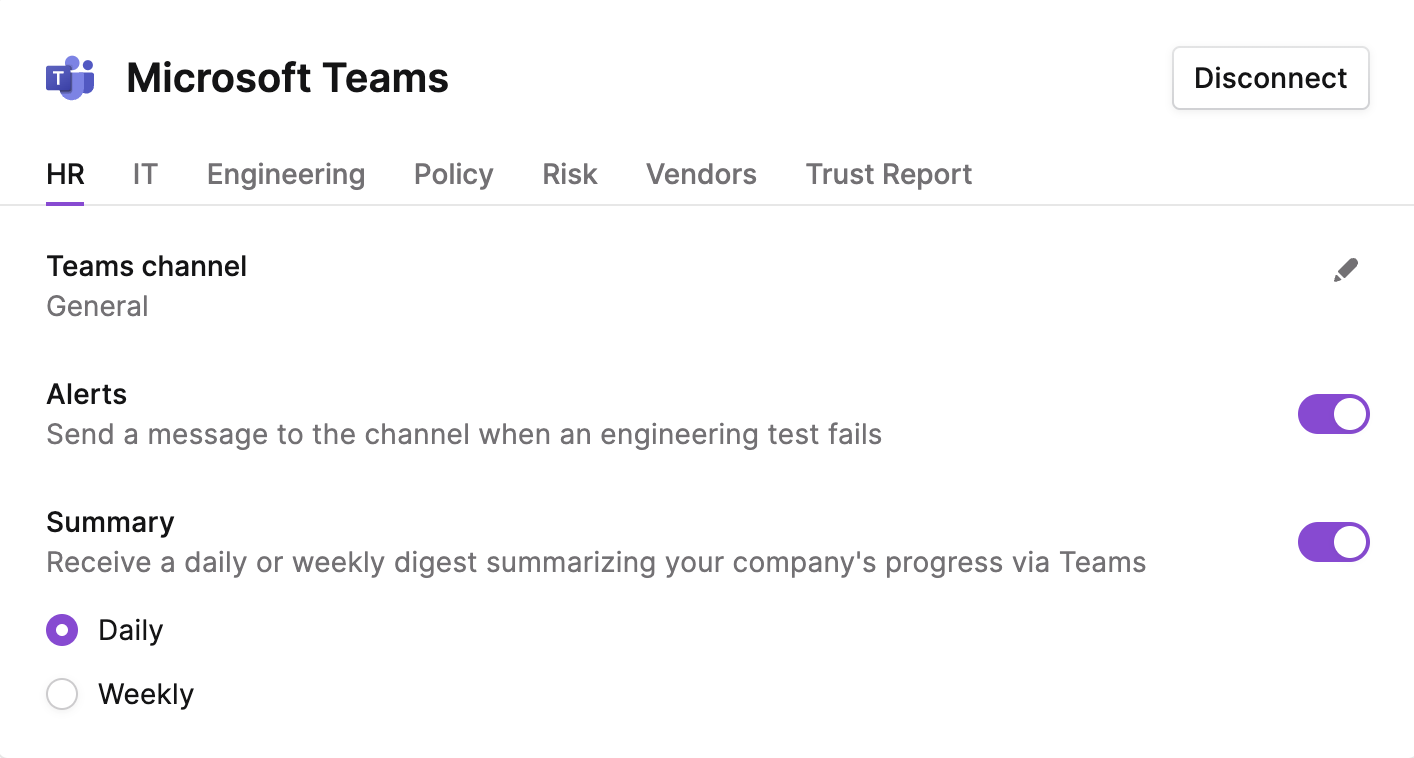 T
Microsoft Teams
Disconnect
HR IT Engineering Policy Risk Vendors Trust Report
Teams channel
General
Alerts
Send a message to the channel when an engineering test fails
Summary
Receive a daily or weekly digest summarizing your company's progress via Teams
Daily
Weekly